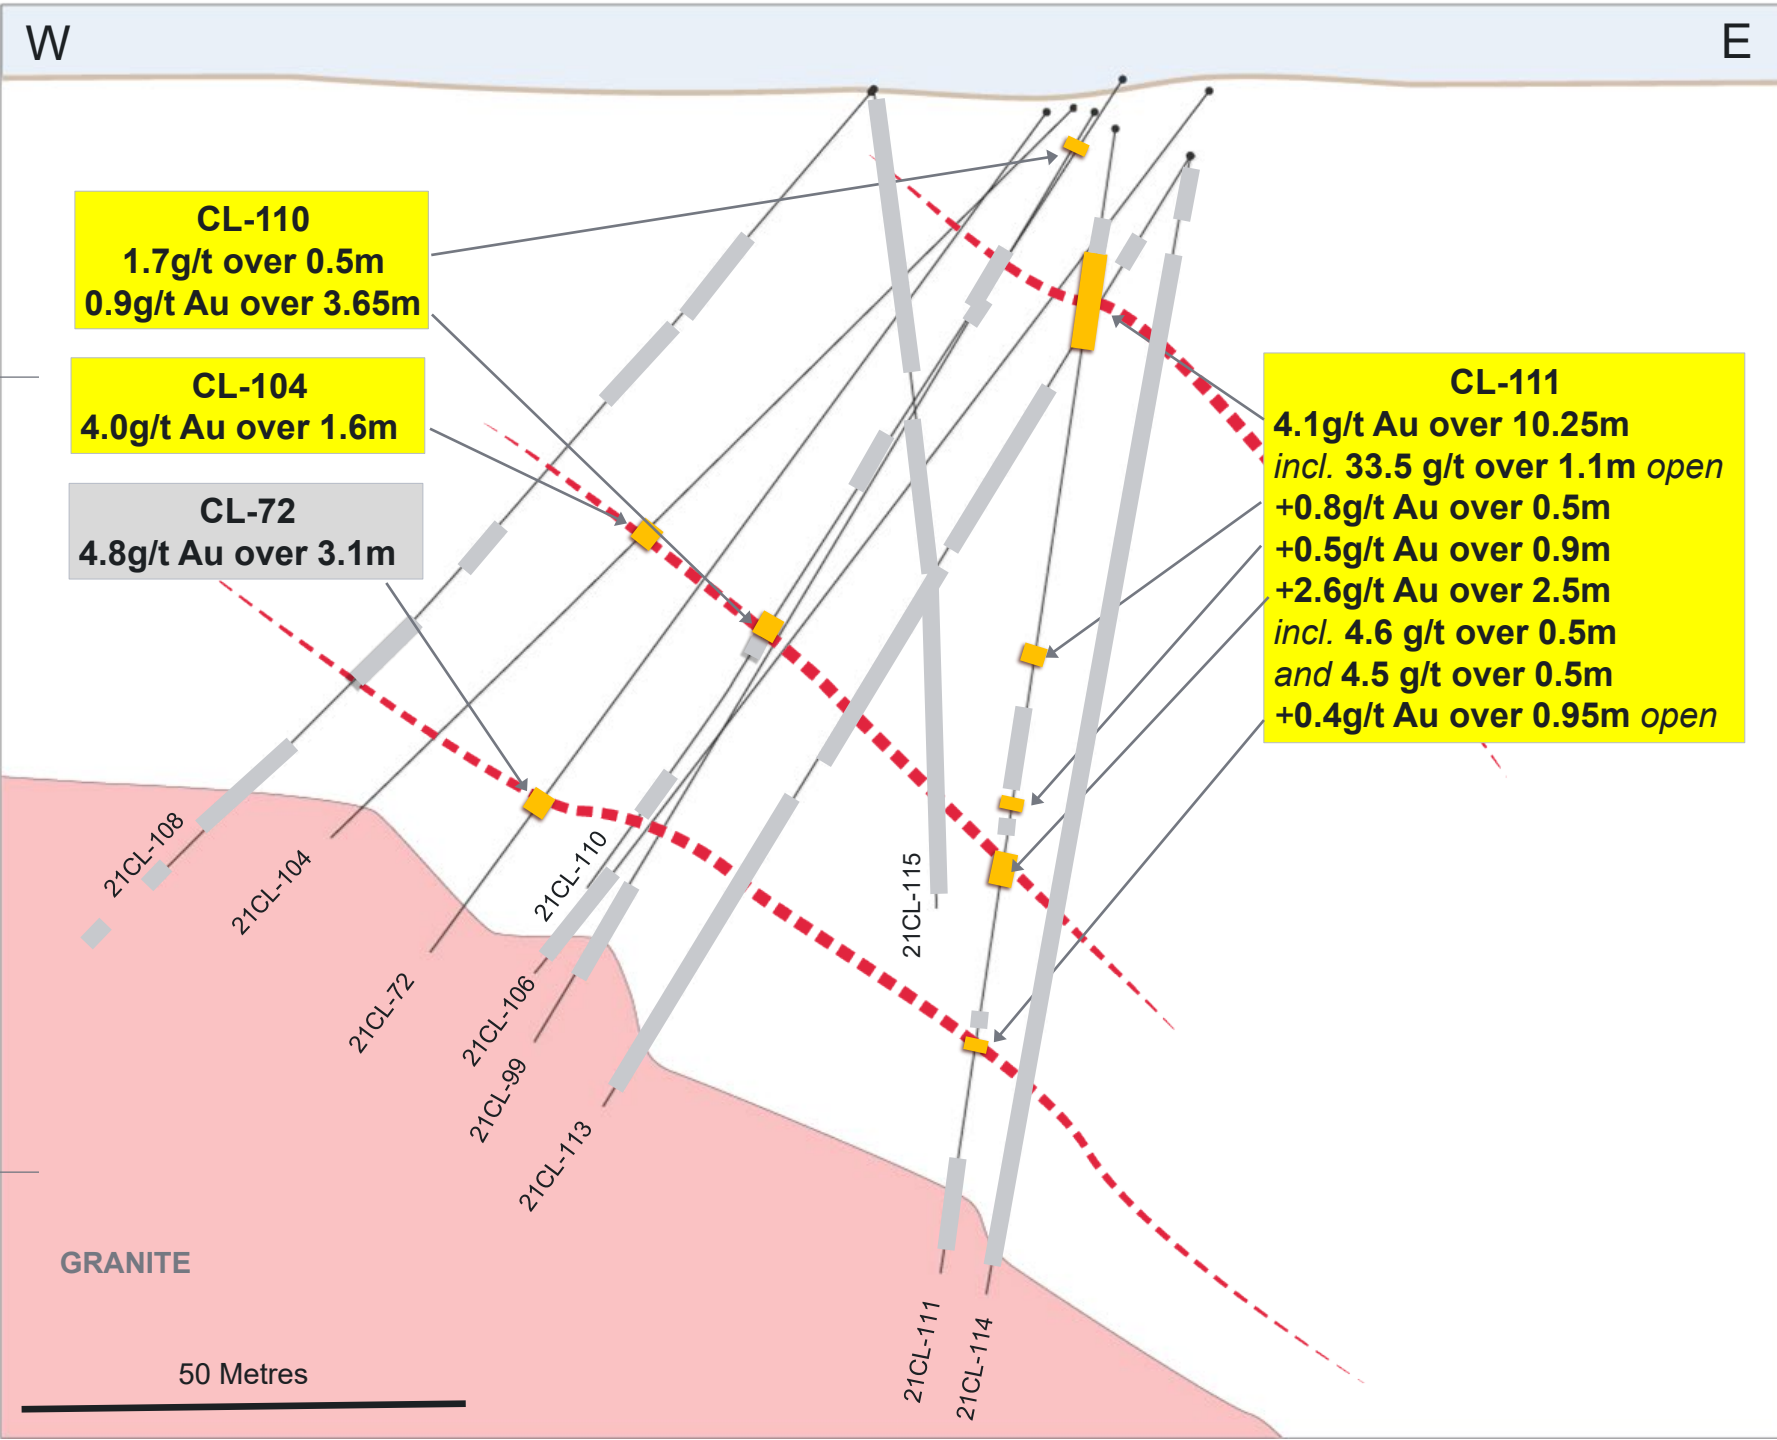 W
E
CL-110
1.7g/t over 0.5m
0.9g/t Au over 3.65m
CL-104
4.0g/t Au over 1.6m
CL-72
4.8g/t Au over 3.1m
CL-111
4.1g/t Au over 10.25m
incl. 33.5 g/t over 1.1m open
+0.8g/t Au over 0.5m
+0.5g/t Au over 0.9m
+2.6g/t Au over 2.5m
incl. 4.6 g/t over 0.5m
and 4.5 g/t over 0.5m
+0.4g/t Au over 0.95m open
21CL-108
21CL-104
21CL-72
21CL-110
21CL-106
21CL-99
21CL-113
21CL-115
21CL-111
21CL-114
GRANITE
50 Metres